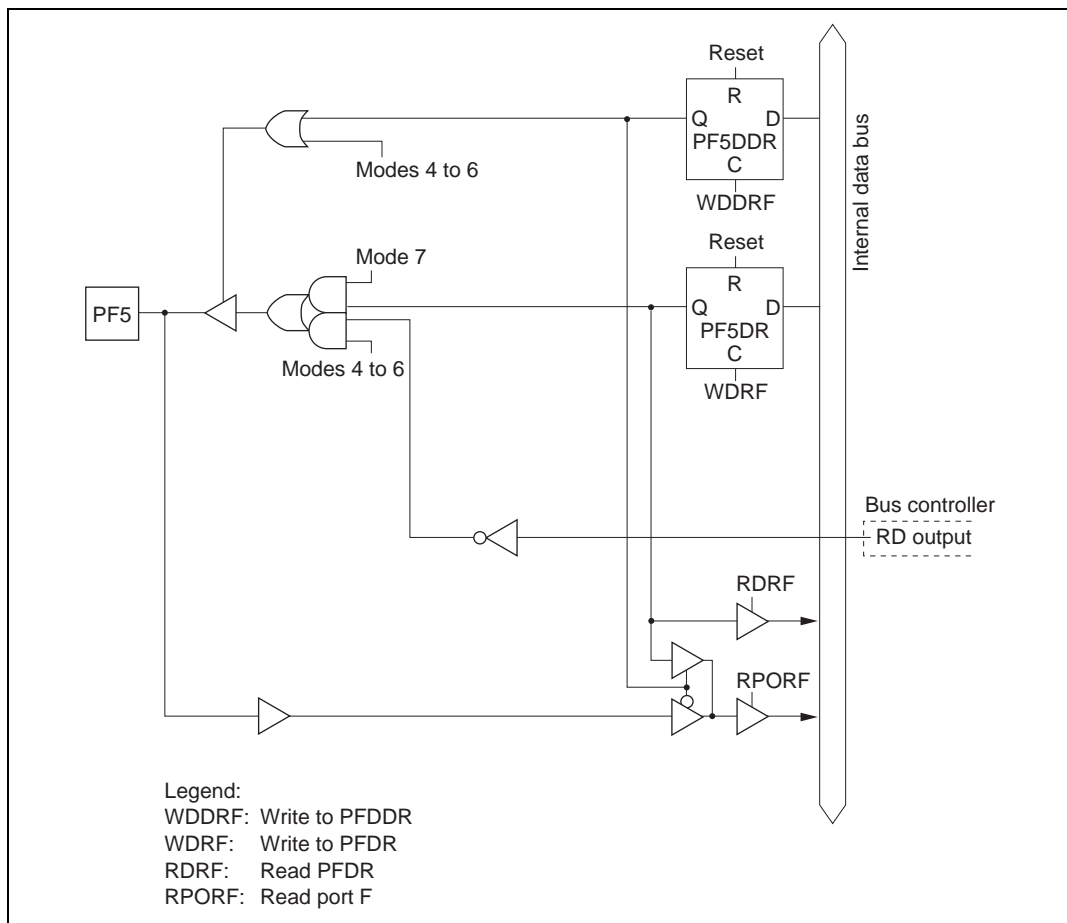 Reset
R
Q D
PF5DDR
C
Modes 4 to 6
WDDRF
Internal data bus
Reset
Mode 7
R
Q D
PF5
PF5DR
C
Modes 4 to 6
WDRF
Bus controller
RD output
RDRF
RPORF
Legend:
WDDRF: Write to PFDDR
WDRF: Write to PFDR
RDRF: Read PFDR
RPORF: Read port F